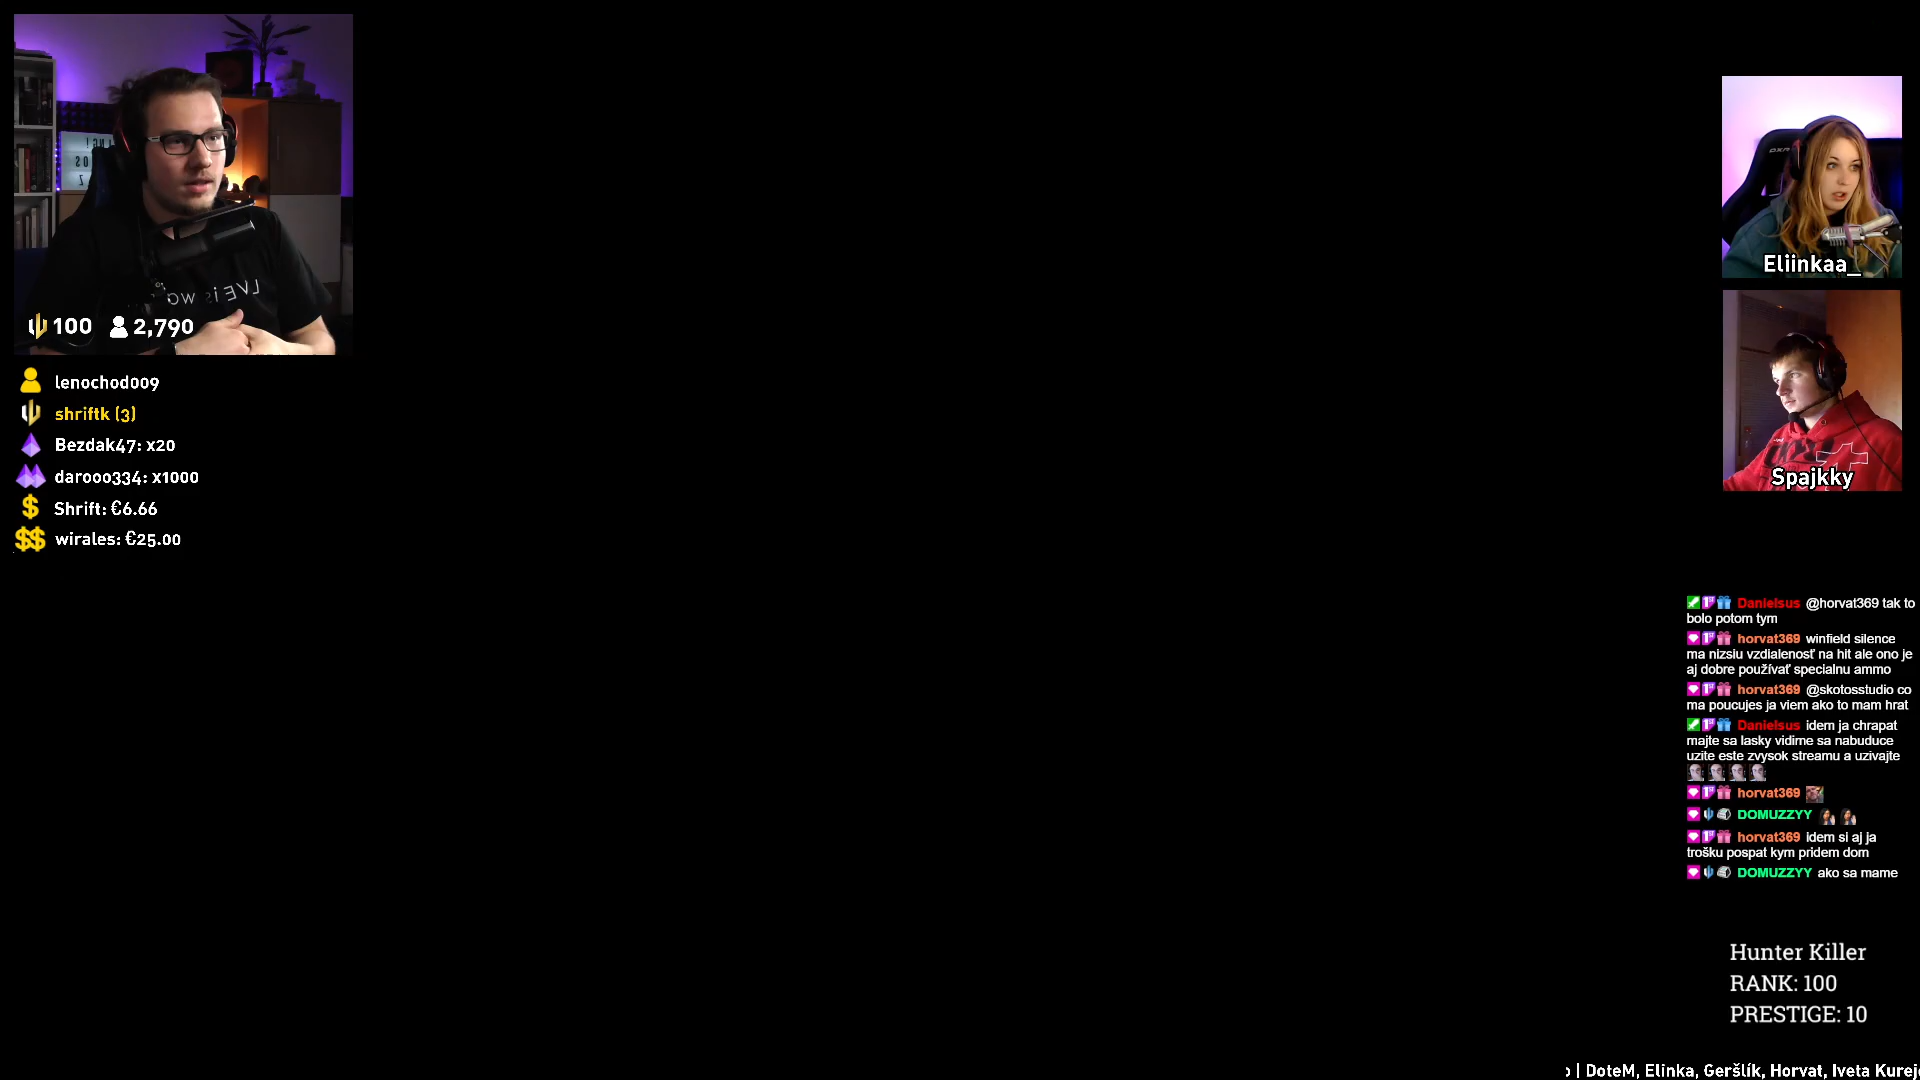 100 2,790
lenochod009
shriftk (3)
Bezdak47: x20
darooo334: x1000
Shrift: €6.66
wirales: €25.00
Eliinkaa_
Spajkky
Danielsus @horvat369 tak to
bolo potom tym
horvat369 winfield silence
ma nizsiu vzdialenosť na hit ale ono je
aj dobre používať specialnu ammo
horvat369 @skotosstudio co
ma poucujes ja viem ako to mam hrat
Danielsus idem ja chrapat
majte sa lasky vidime sa nabuduce
uzite este zvysok streamu a uzivajte
horvat369
DOMUZZYY
horvat369 idem si aj ja
trošku pospat kym pridem dom
DOMUZZYY ako sa mame
Hunter Killer
RANK: 100
PRESTIGE: 10
| DoteM, Elinka, Geršlík, Horvat, Iveta